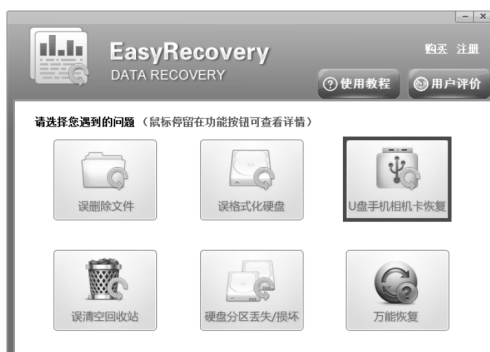 EasyRecovery
DATA RECOVERY
购买 注册
使用教程 用户评价
请选择您遇到的问题（鼠标停留在功能按钮可查看详情）
误删除文件 误格式化硬盘 U盘手机相机卡恢复
误清空回收站 硬盘分区丢失/损坏 万能恢复